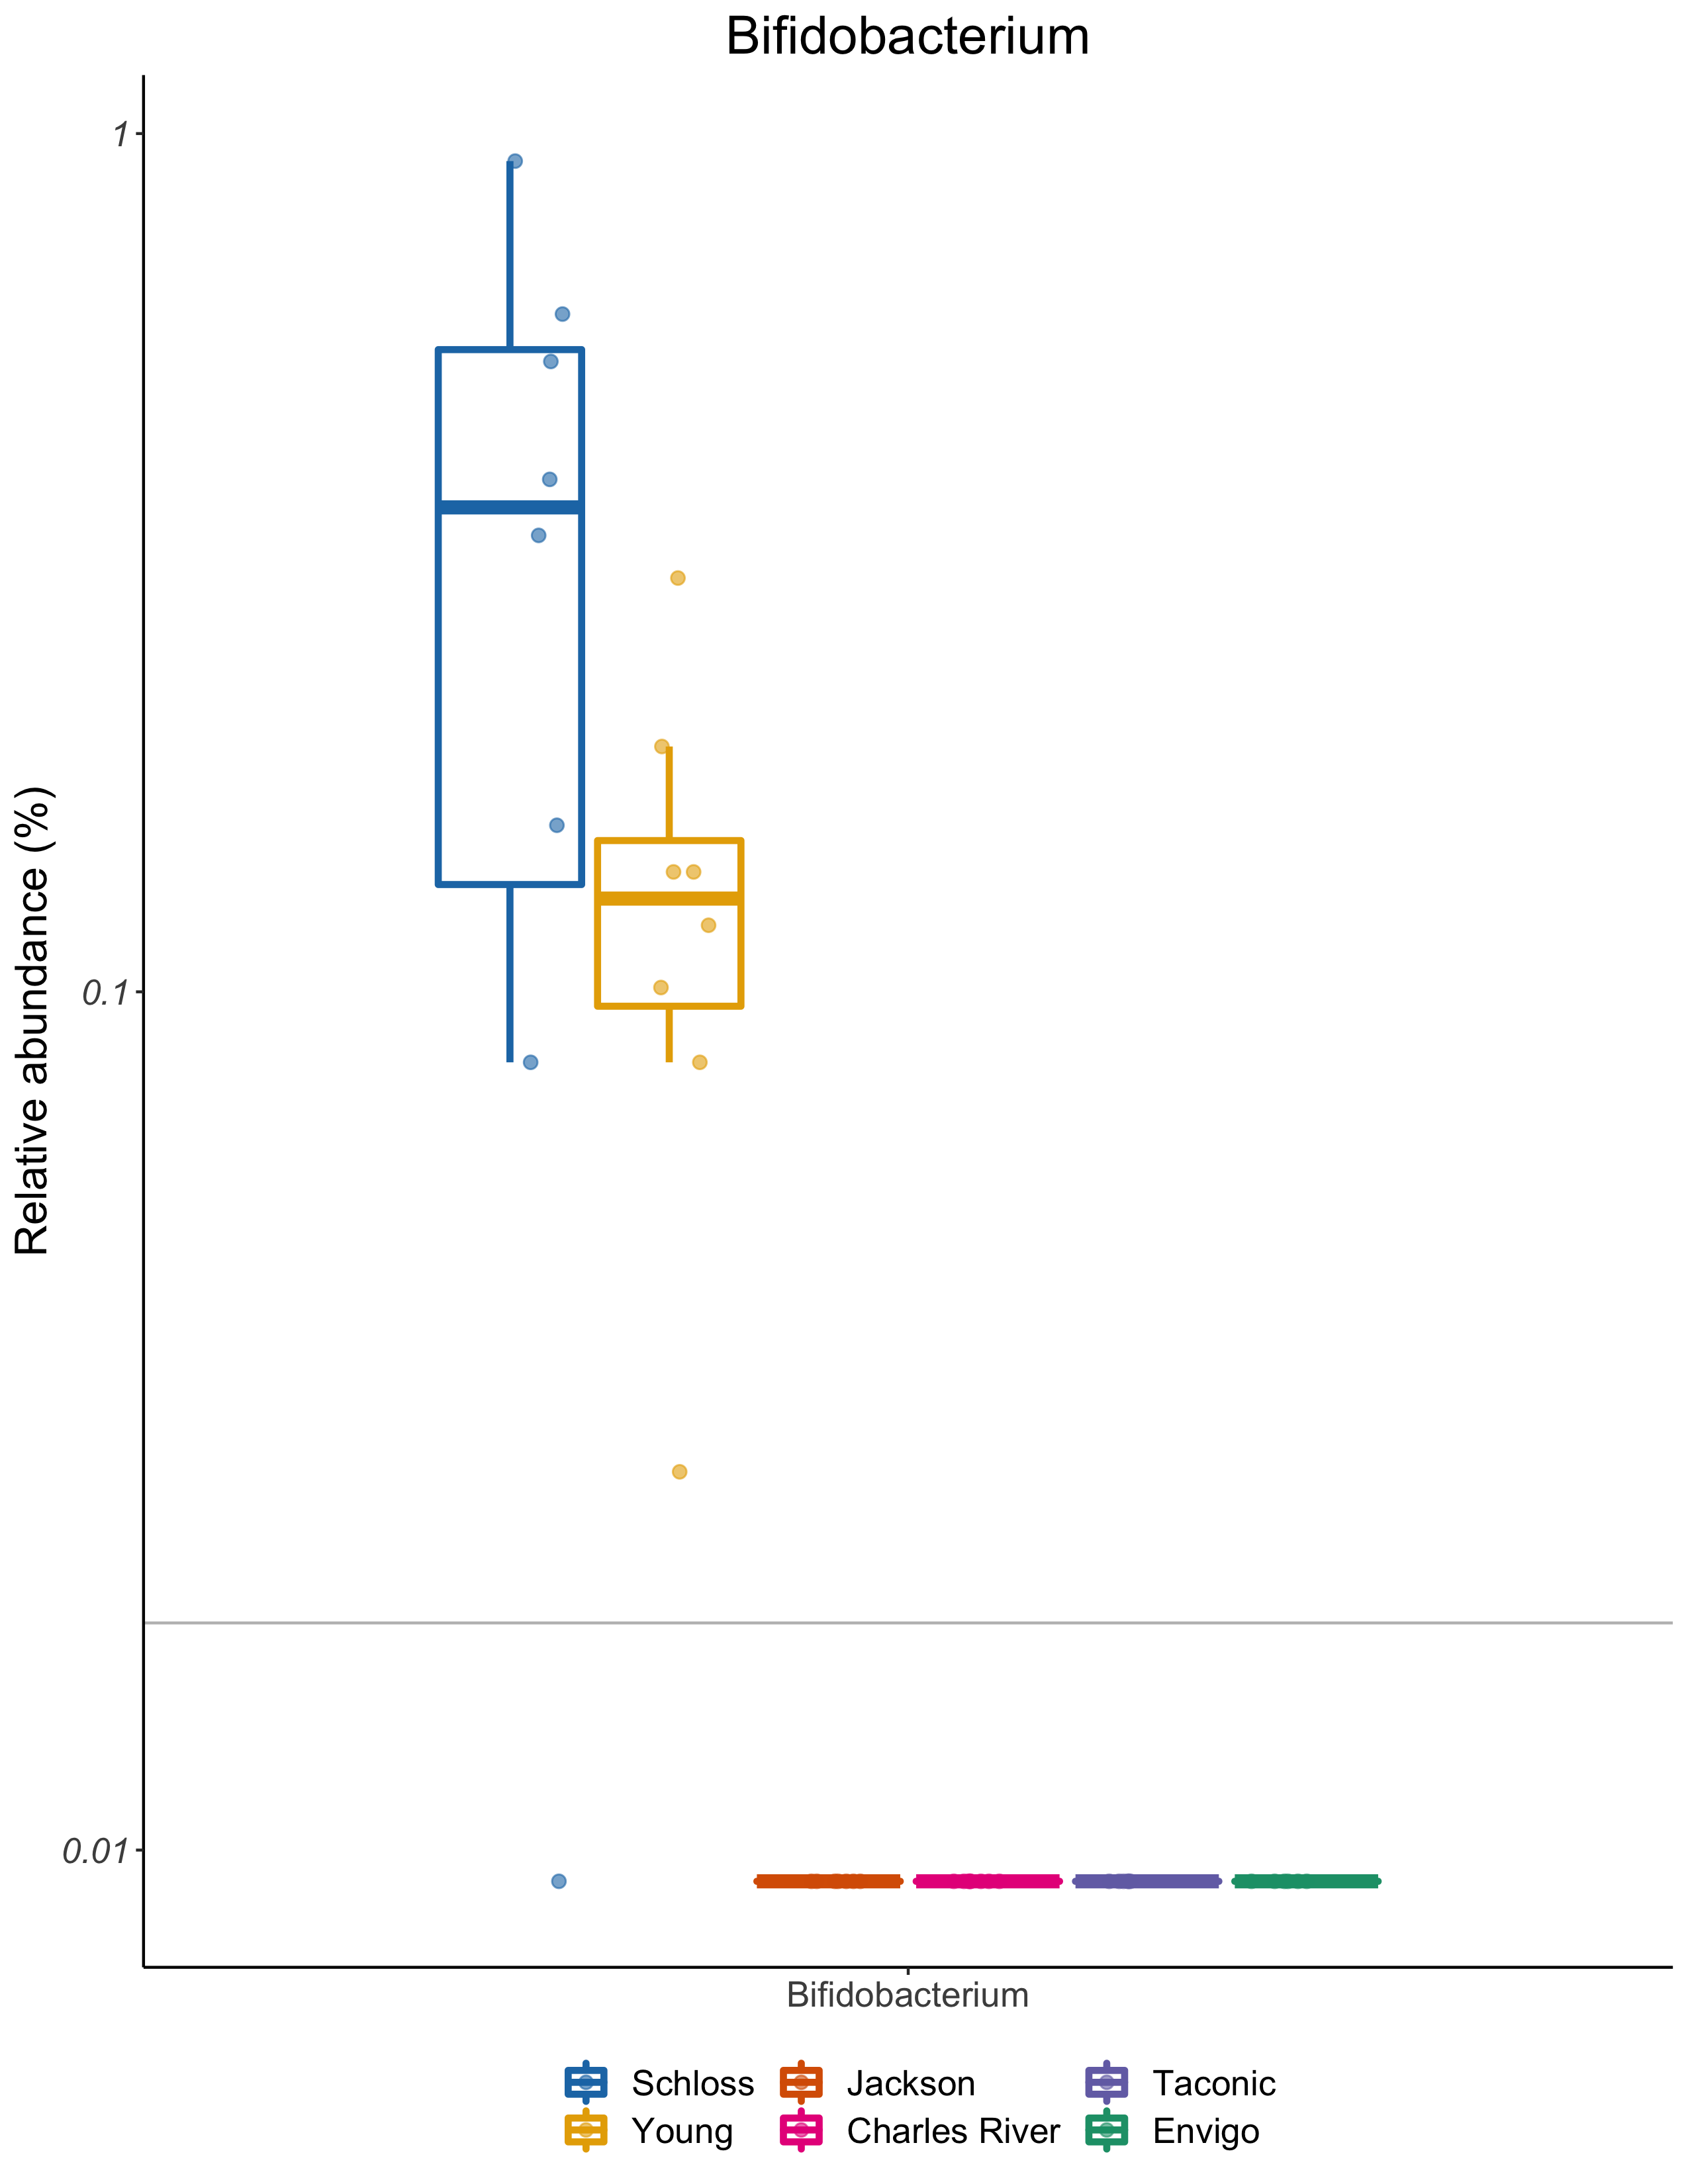 Bifidobacterium
1
0.1
0.01
Relative abundance (%)
Bifidobacterium
Schloss Jackson Taconic
Young Charles River Envigo